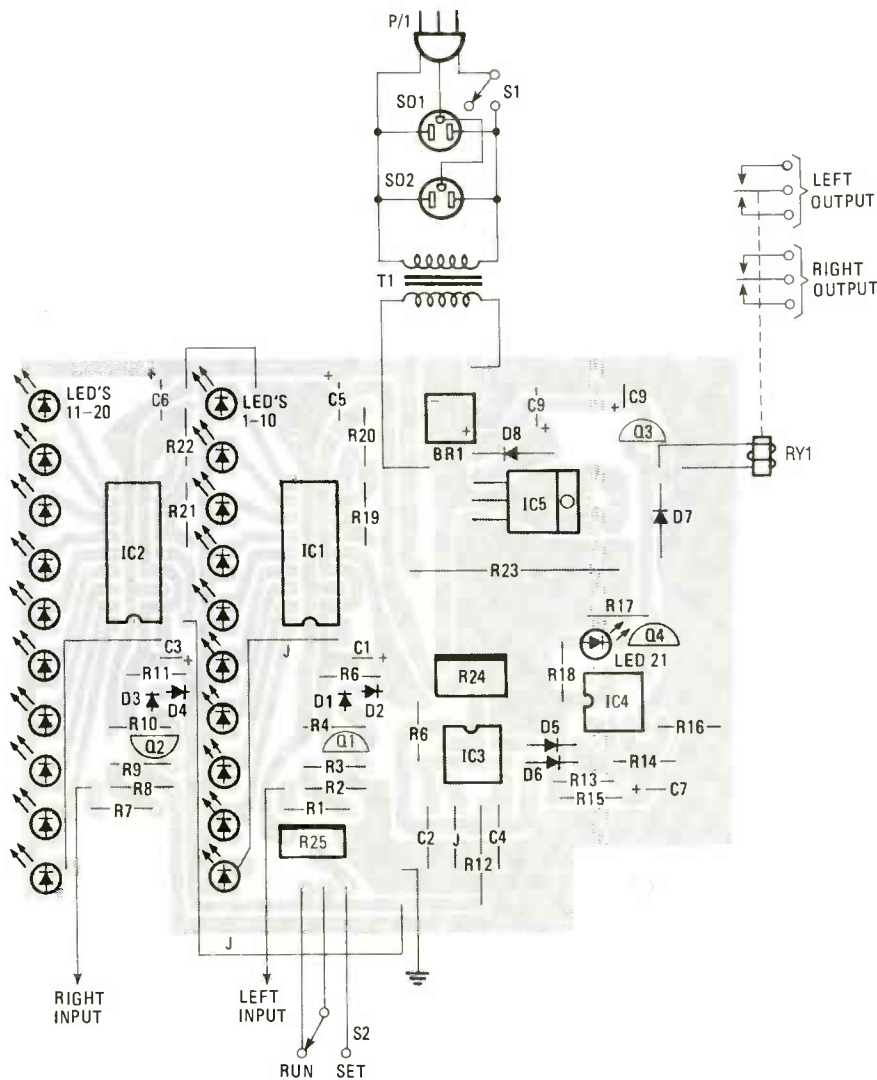 P/1
S1
SO1
SO2
LEFT
OUTPUT
T1
RIGHT
OUTPUT
LED'S
11–20
+
C6
LED'S
1–10
+
C5
C9
+
+
C9
Q3
R22
R20
–
+
BR1
D8
RY1
R21
R19
IC5
D7
IC2
IC1
R23
R17
LED 21
Q4
C3
+
J
C1
+
R11
R6
R24
R18
D3
D4
D1
D2
IC4
R10
R4
R6
IC3
D5
R16
Q2
Q1
D6
R14
R9
R3
R13
R8
R2
R15
+
C7
R7
R1
R25
C2
J
C4
R12
J
RIGHT
INPUT
LEFT
INPUT
S2
RUN
SET